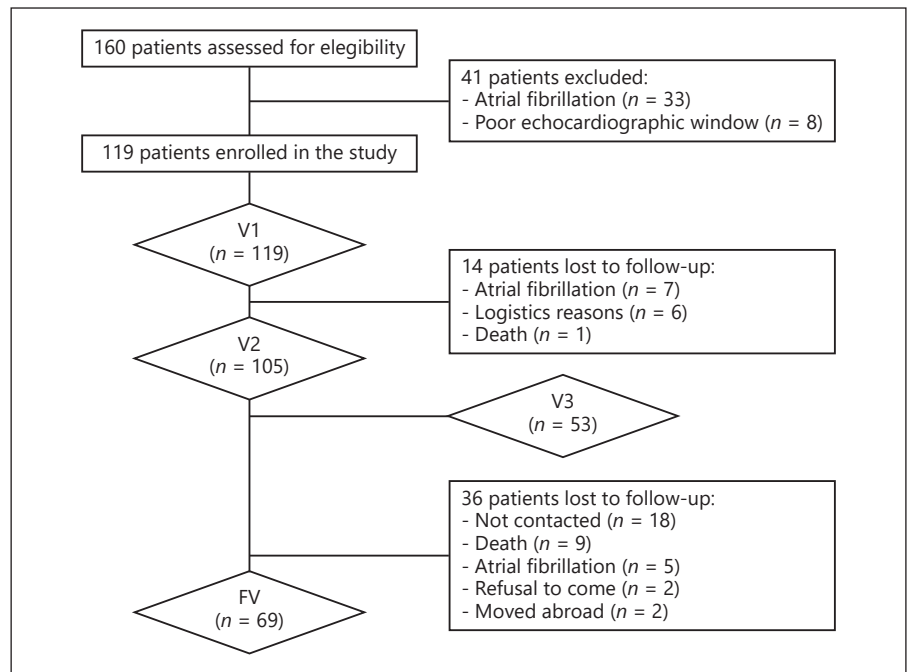 160 patients assessed for elegibility
41 patients excluded:
- Atrial fibrillation (n = 33)
- Poor echocardiographic window (n = 8)
119 patients enrolled in the study
V1
(n = 119)
14 patients lost to follow-up:
- Atrial fibrillation (n = 7)
- Logistics reasons (n = 6)
- Death (n = 1)
V2
(n = 105)
V3
(n = 53)
36 patients lost to follow-up:
- Not contacted (n = 18)
- Death (n = 9)
- Atrial fibrillation (n = 5)
- Refusal to come (n = 2)
- Moved abroad (n = 2)
FV
(n = 69)